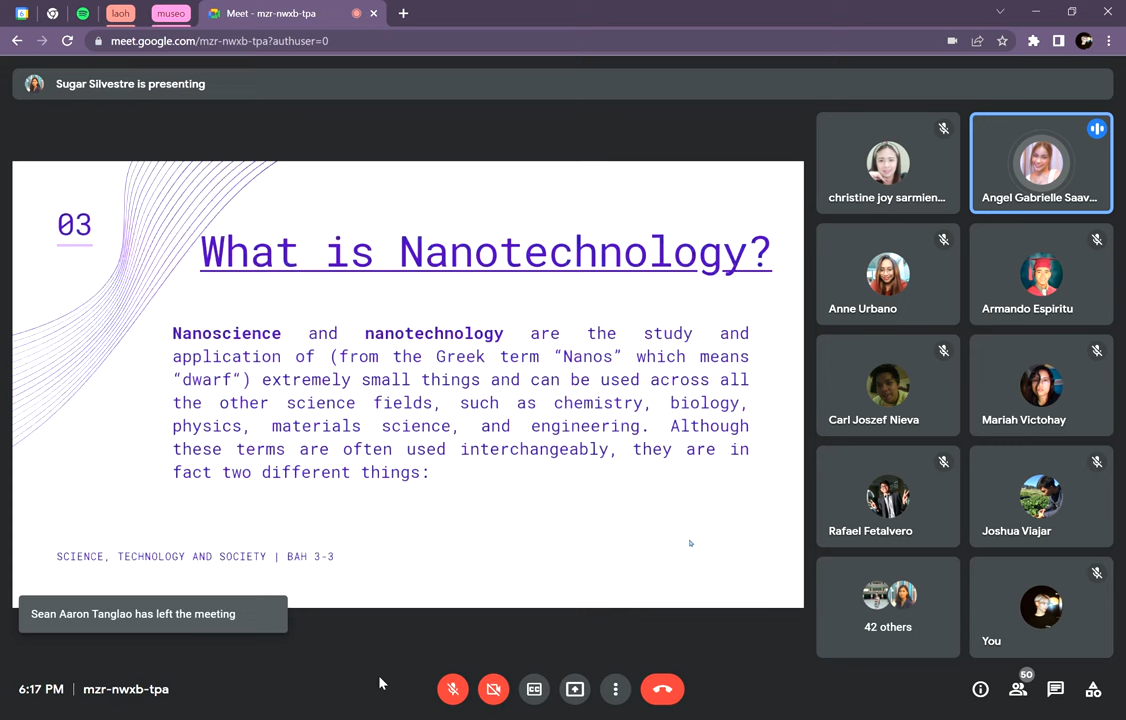 laoh
museo
Meet - mzr-nwxb-tpa
meet.google.com/mzr-nwxb-tpa?authuser=0
Sugar Silvestre is presenting
03
What is Nanotechnology?
Nanoscience and nanotechnology are the study and
application of (from the Greek term “Nanos” which means
“dwarf“) extremely small things and can be used across all
the other science fields, such as chemistry, biology,
physics, materials science, and engineering. Although
these terms are often used interchangeably, they are in
fact two different things:
SCIENCE, TECHNOLOGY AND SOCIETY | BAH 3-3
Sean Aaron Tanglao has left the meeting
christine joy sarmien...
Angel Gabrielle Saav...
Anne Urbano
Armando Espiritu
Carl Joszef Nieva
Mariah Victohay
Rafael Fetalvero
Joshua Viajar
42 others
You
6:17 PM | mzr-nwxb-tpa
CC
50